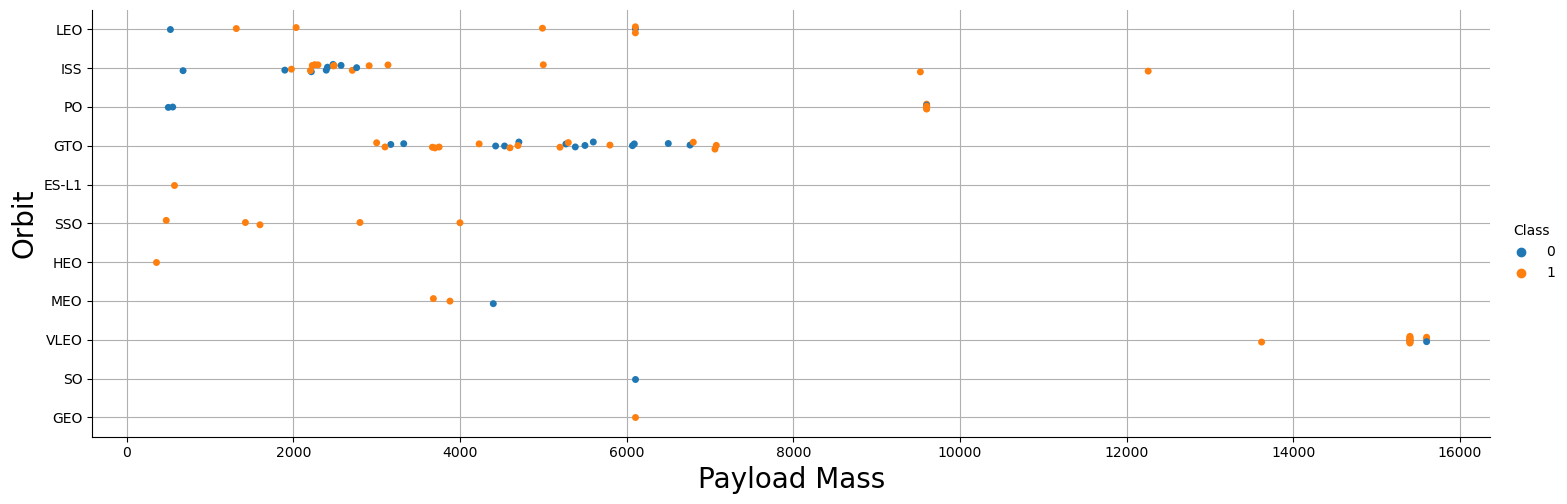 LEO
ISS
PO
GTO
ES-L1
SSO
HEO
MEO
VLEO
SO
GEO
Orbit
0
2000
4000
6000
8000
10000
12000
14000
16000
Payload Mass
Class
0
1